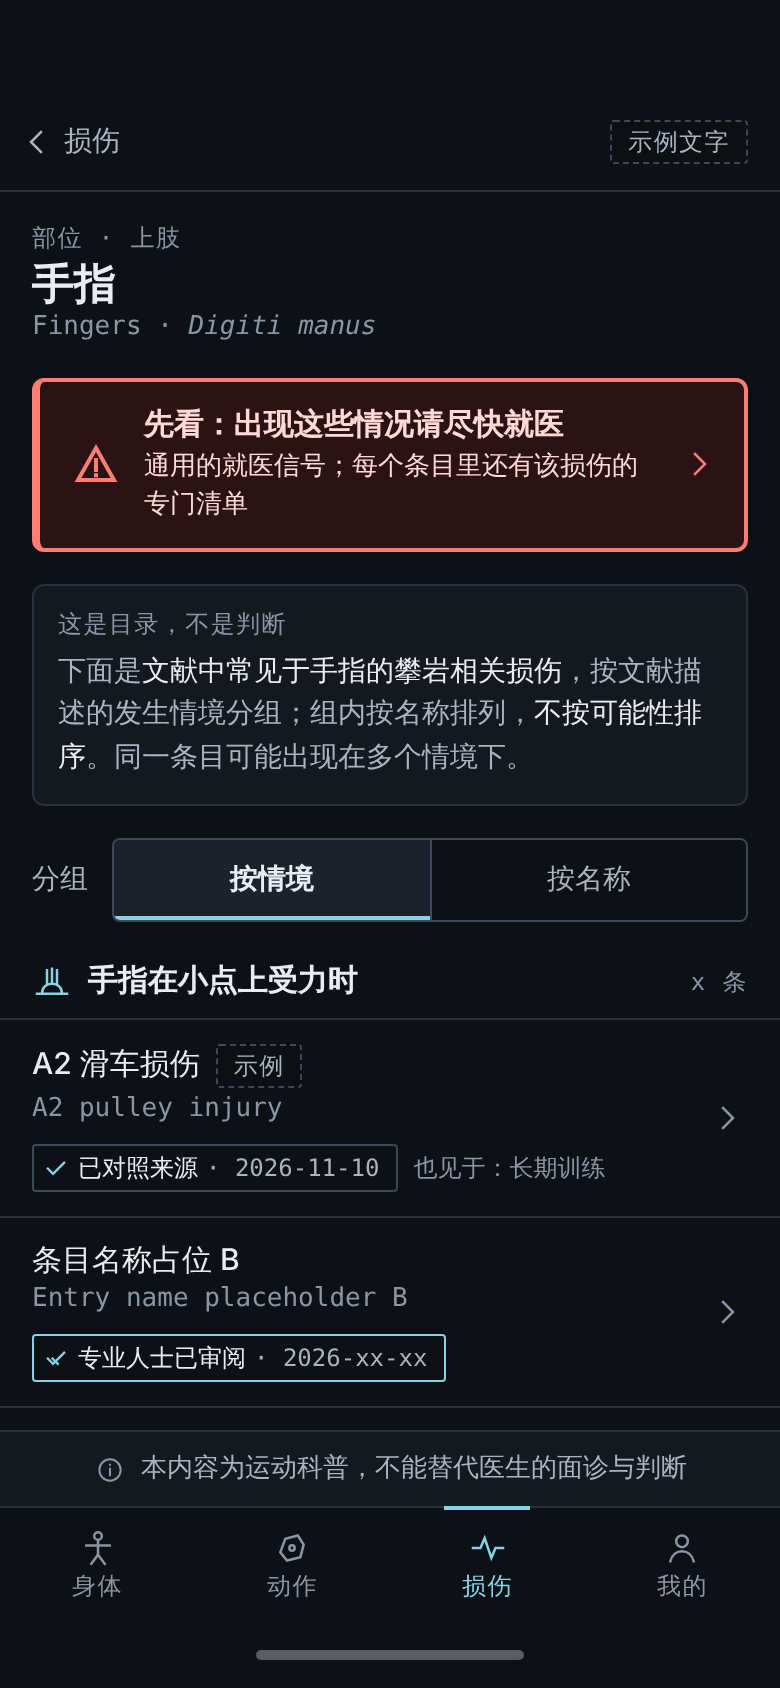 损伤
示例文字
部位 · 上肢
手指
Fingers · Digiti manus
先看：出现这些情况请尽快就医
通用的就医信号；每个条目里还有该损伤的
专门清单
这是目录，不是判断
下面是文献中常见于手指的攀岩相关损伤，按文献描
述的发生情境分组；组内按名称排列，不按可能性排
序。同一条目可能出现在多个情境下。
分组
按情境
按名称
手指在小点上受力时
x 条
A2 滑车损伤
示例
A2 pulley injury
已对照来源 · 2026-11-10
也见于：长期训练
条目名称占位 B
Entry name placeholder B
专业人士已审阅 · 2026-xx-xx
本内容为运动科普，不能替代医生的面诊与判断
身体
动作
损伤
我的